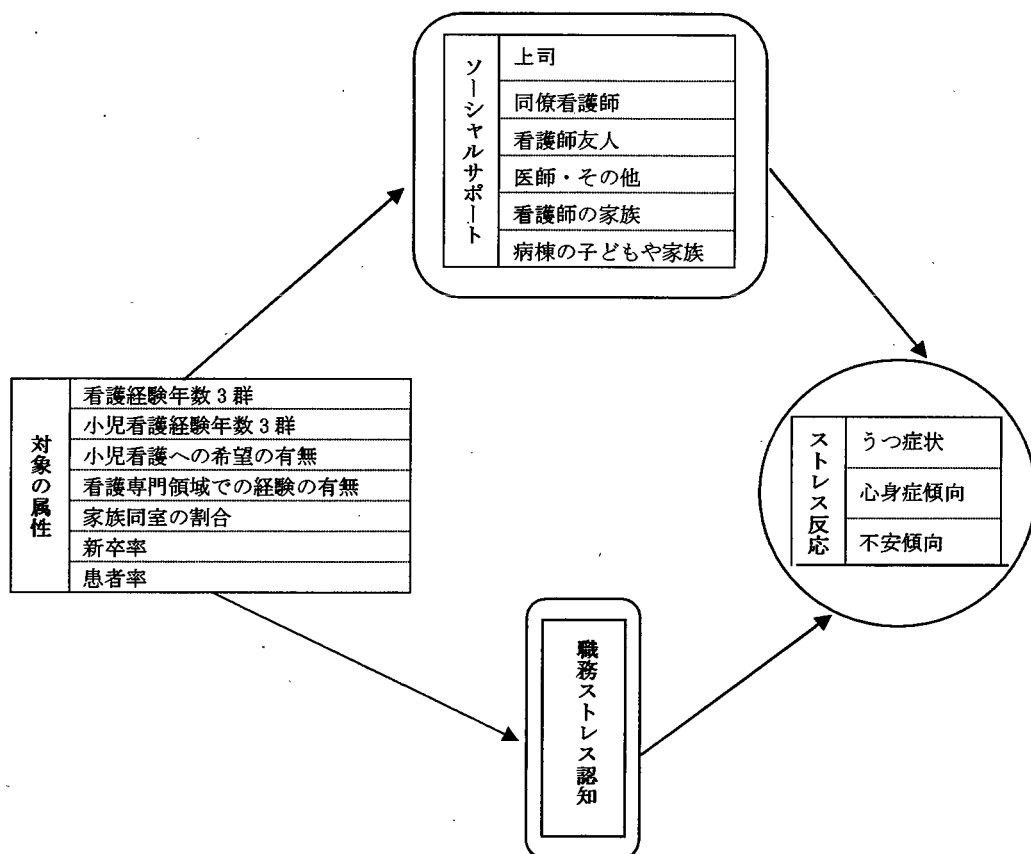 ソーシャルサポート
上司
同僚看護師
看護師友人
医師・その他
看護師の家族
病棟の子どもや家族
対象の属性
看護経験年数3群
小児看護経験年数3群
小児看護への希望の有無
看護専門領域での経験の有無
家族同室の割合
新卒率
患者率
ストレス反応
うつ症状
心身症傾向
不安傾向
職務ストレス認知